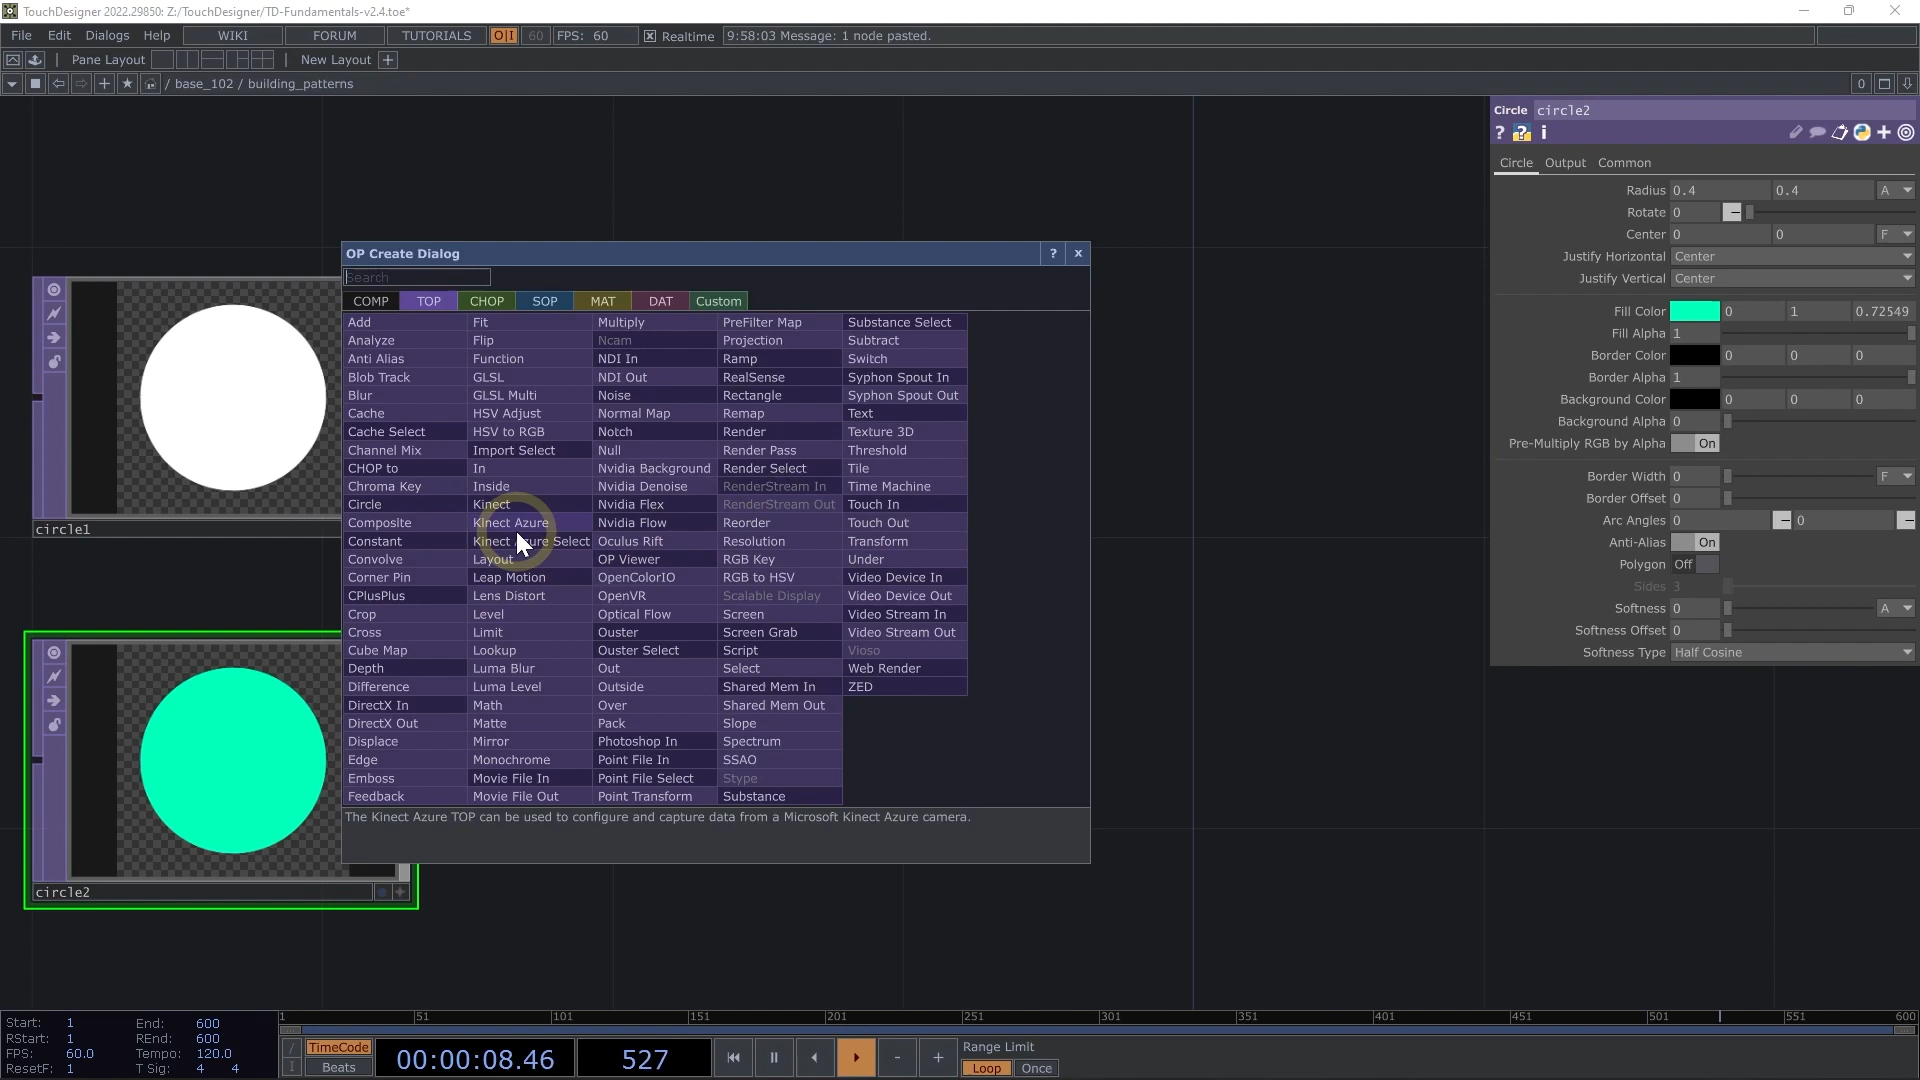 TouchDesigner 2022.29850: Z:/TouchDesigner/TD-Fundamentals-v2.4.toe*
File Edit Dialogs Help WIKI FORUM TUTORIALS O|I 60 FPS: 60 Realtime 9:58:03 Message: 1 node pasted.
Pane Layout New Layout +
/ base_102 / building_patterns 0
Circle circle2
? ? i
Circle Output Common
Radius 0.4 0.4 A
Rotate 0
Center 0 0 F
Justify Horizontal Center
Justify Vertical Center
Fill Color 0 1 0.72549
Fill Alpha 1
Border Color 0 0 0
Border Alpha 1
Background Color 0 0 0
Background Alpha 0
Pre-Multiply RGB by Alpha On
Border Width 0 F
Border Offset 0
Arc Angles 0 0
Anti-Alias On
Polygon Off
Sides 3
Softness 0 A
Softness Offset 0
Softness Type Half Cosine
OP Create Dialog ? x
Search
COMP TOP CHOP SOP MAT DAT Custom
Add Fit Multiply PreFilter Map Substance Select
Analyze Flip Ncam Projection Subtract
Anti Alias Function NDI In Ramp Switch
Blob Track GLSL NDI Out RealSense Syphon Spout In
Blur GLSL Multi Noise Rectangle Syphon Spout Out
Cache HSV Adjust Normal Map Remap Text
Cache Select HSV to RGB Notch Render Texture 3D
Channel Mix Import Select Null Render Pass Threshold
CHOP to In Nvidia Background Render Select Tile
Chroma Key Inside Nvidia Denoise RenderStream In Time Machine
Circle Kinect Nvidia Flex RenderStream Out Touch In
Composite Kinect Azure Nvidia Flow Reorder Touch Out
Constant Kinect Azure Select Oculus Rift Resolution Transform
Convolve Layout OP Viewer RGB Key Under
Corner Pin Leap Motion OpenColorIO RGB to HSV Video Device In
CPlusPlus Lens Distort OpenVR Scalable Display Video Device Out
Crop Level Optical Flow Screen Video Stream In
Cross Limit Ouster Screen Grab Video Stream Out
Cube Map Lookup Ouster Select Script Vioso
Depth Luma Blur Out Select Web Render
Difference Luma Level Outside Shared Mem In ZED
DirectX In Math Over Shared Mem Out
DirectX Out Matte Pack Slope
Displace Mirror Photoshop In Spectrum
Edge Monochrome Point File In SSAO
Emboss Movie File In Point File Select Stype
Feedback Movie File Out Point Transform Substance
The Kinect Azure TOP can be used to configure and capture data from a Microsoft Kinect Azure camera.
circle1
circle2
1 51 101 151 201 251 301 351 401 451 501 551 600
Start: 1 End: 600
RStart: 1 REnd: 600
FPS: 60.0 Tempo: 120.0
ResetF: 1 T Sig: 4 4
/ TimeCode
I Beats
00:00:08.46 527 - +
Range Limit
Loop Once